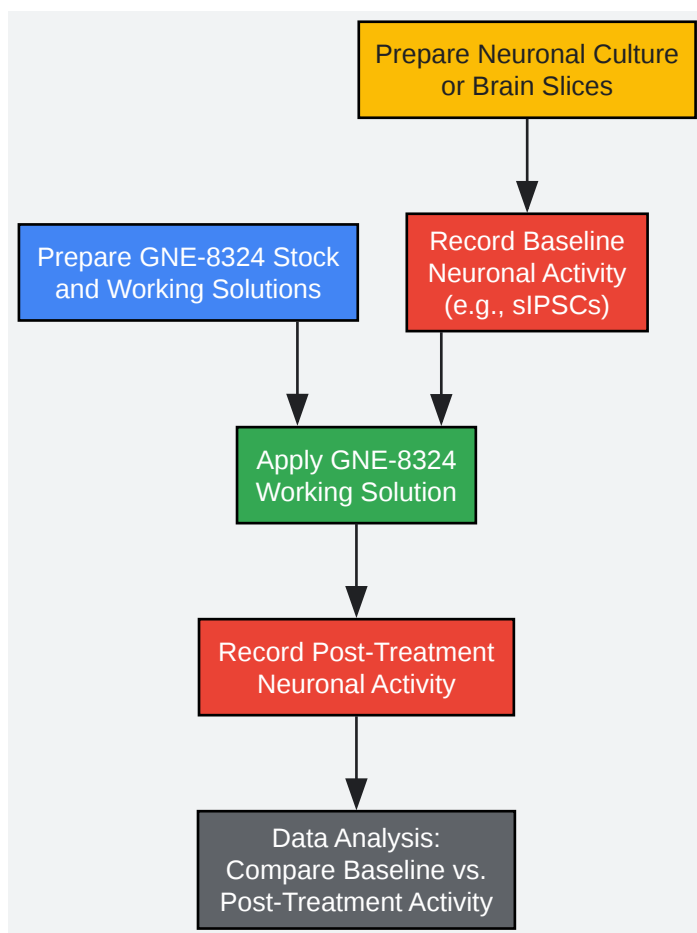 Prepare Neuronal Culture
or Brain Slices
Prepare GNE-8324 Stock
and Working Solutions
Record Baseline
Neuronal Activity
(e.g., sIPSCs)
Apply GNE-8324
Working Solution
Record Post-Treatment
Neuronal Activity
Data Analysis:
Compare Baseline vs.
Post-Treatment Activity